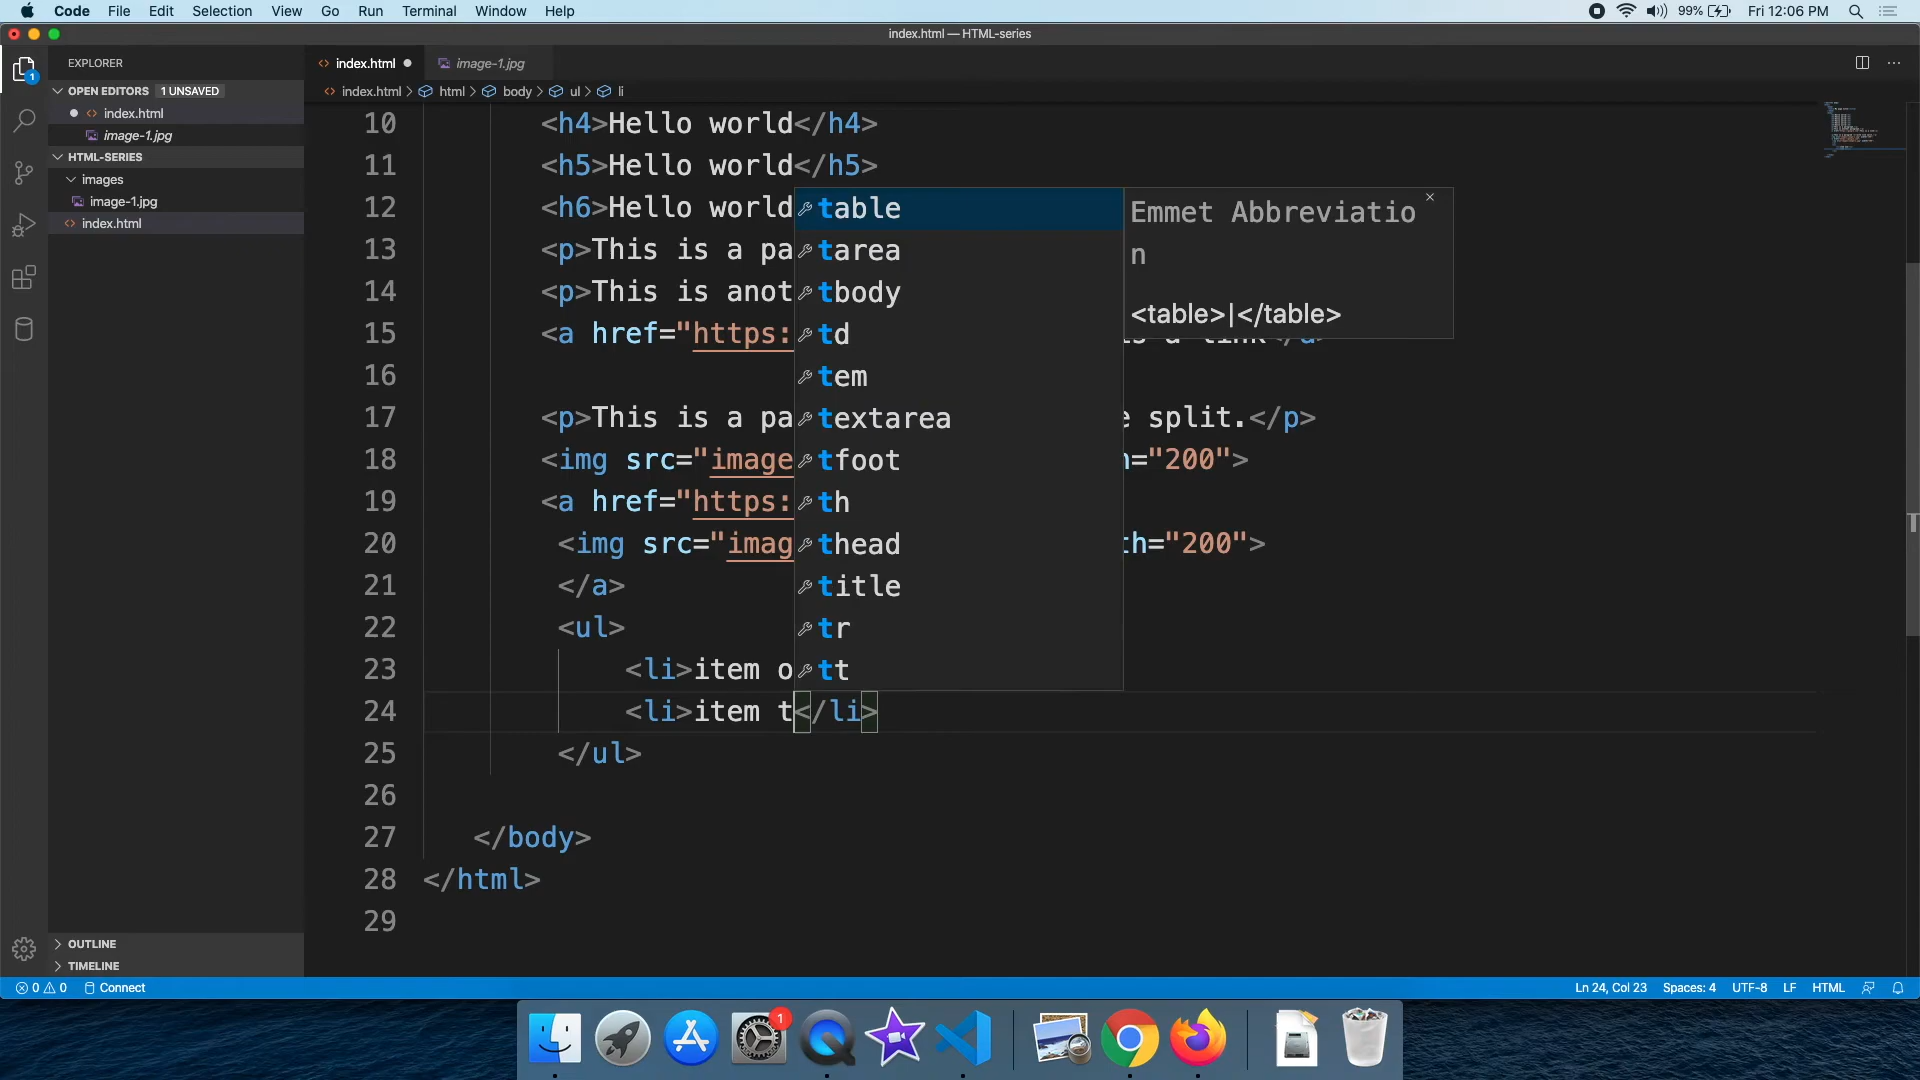 Code File Edit Selection View Go Run Terminal Window Help 99% Fri 12:06 PM
index.html — HTML-series
EXPLORER
index.html
image-1.jpg
OPEN EDITORS 1 UNSAVED
index.html > html > body > ul > li
index.html
image-1.jpg
HTML-SERIES
images
image-1.jpg
index.html
10 <h4>Hello world</h4>
11 <h5>Hello world</h5>
12 <h6>Hello world
13 <p>This is a pa
14 <p>This is anot
15 <a href="https:
16
17 <p>This is a pa split.</p>
18 <img src="image ="200">
19 <a href="https:
20 <img src="imag th="200">
21 </a>
22 <ul>
23 <li>item o
24 <li>item t</li>
25 </ul>
26
27 </body>
28 </html>
29
table
tarea
tbody
td
tem
textarea
tfoot
th
thead
title
tr
tt
Emmet Abbreviatio
n
<table>|</table>
OUTLINE
TIMELINE
0 0 Connect Ln 24, Col 23 Spaces: 4 UTF-8 LF HTML
1
1